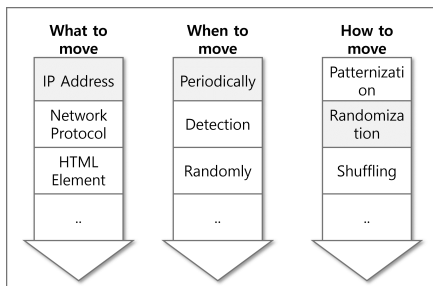 What to
move
IP Address
Network
Protocol
HTML
Element
..
When to
move
Periodically
Detection
Randomly
..
How to
move
Patternizati
on
Randomiza
tion
Shuffling
..